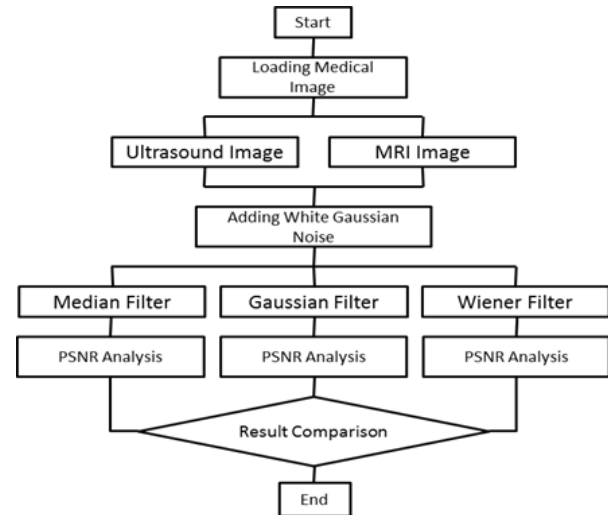 Start
Loading Medical
Image
Ultrasound Image
MRI Image
Adding White Gaussian
Noise
Median Filter
Gaussian Filter
Wiener Filter
PSNR Analysis
PSNR Analysis
PSNR Analysis
Result Comparison
End